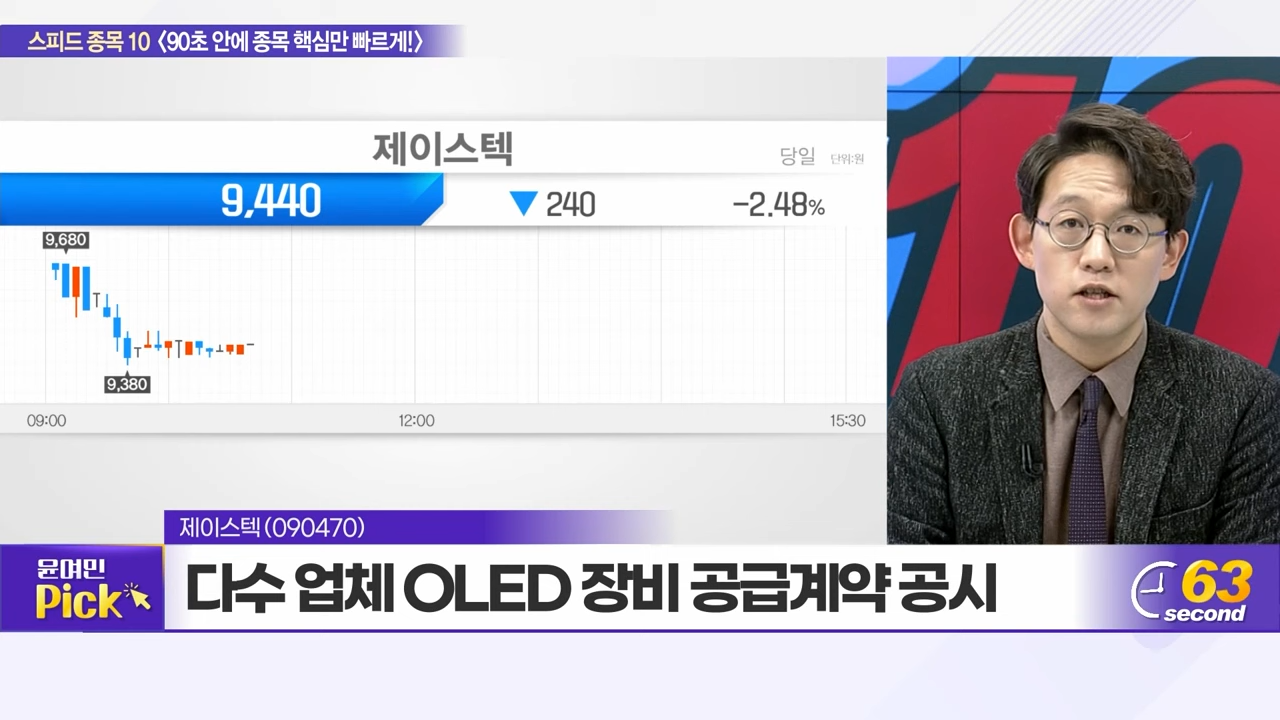 스피드 종목 10 <90초 안에 종목 핵심만 빠르게!>
제이스텍
당일 단위:원
9,440 ▼ 240 -2.48%
9,680
9,380
09:00 12:00 15:30
10
제이스텍(090470)
윤여민
Pick
다수 업체 OLED 장비 공급계약 공시
63
second